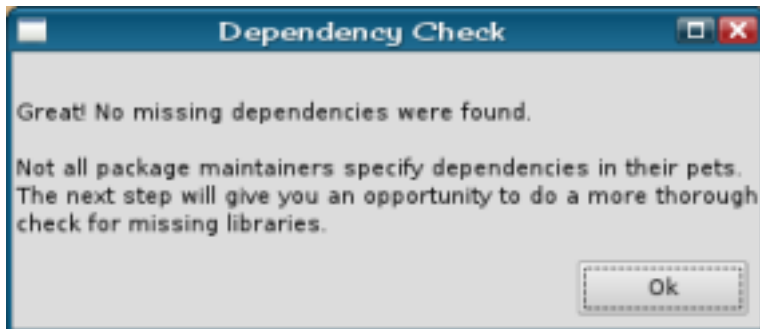 Dependency Check
Great! No missing dependencies were found.
Not all package maintainers specify dependencies in their pets.
The next step will give you an opportunity to do a more thorough
check for missing libraries.
Ok